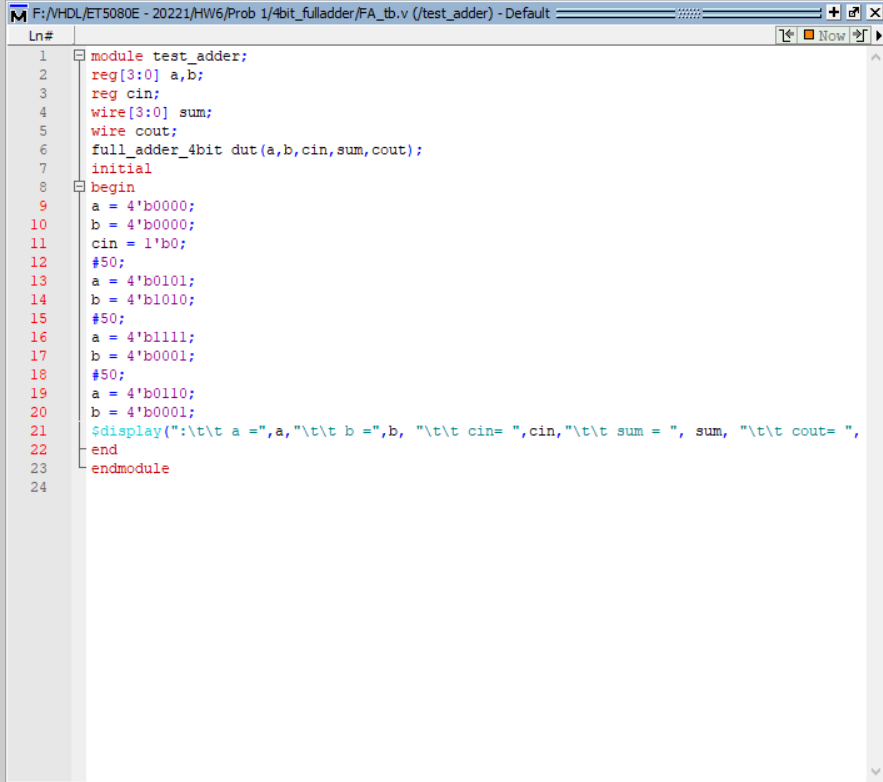 F:/VHDL/ET5080E - 20221/HW6/Prob 1/4bit_fulladder/FA_tb.v (/test_adder) - Default
Ln# Now
1 module test_adder;
2 reg[3:0] a,b;
3 reg cin;
4 wire[3:0] sum;
5 wire cout;
6 full_adder_4bit dut(a,b,cin,sum,cout);
7 initial
8 begin
9 a = 4'b0000;
10 b = 4'b0000;
11 cin = 1'b0;
12 #50;
13 a = 4'b0101;
14 b = 4'b1010;
15 #50;
16 a = 4'b1111;
17 b = 4'b0001;
18 #50;
19 a = 4'b0110;
20 b = 4'b0001;
21 $display(":\t\t a =",a,"\t\t b =",b, "\t\t cin= ",cin,"\t\t sum = ", sum, "\t\t cout= ",
22 end
23 endmodule
24